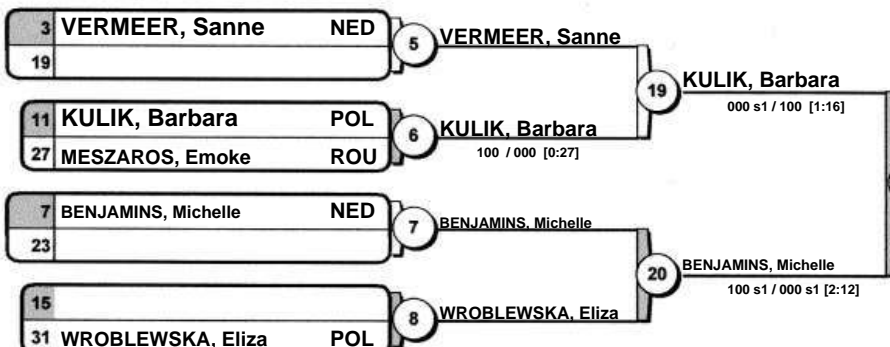 3 VERMEER, Sanne NED
19
5 VERMEER, Sanne
11 KULIK, Barbara POL
27 MESZAROS, Emoke ROU
6 KULIK, Barbara
100 / 000 [0:27]
19 KULIK, Barbara
000 s1 / 100 [1:16]
7 BENJAMINS, Michelle NED
23
7 BENJAMINS, Michelle
15
31 WROBLEWSKA, Eliza POL
8 WROBLEWSKA, Eliza
20 BENJAMINS, Michelle
100 s1 / 000 s1 [2:12]